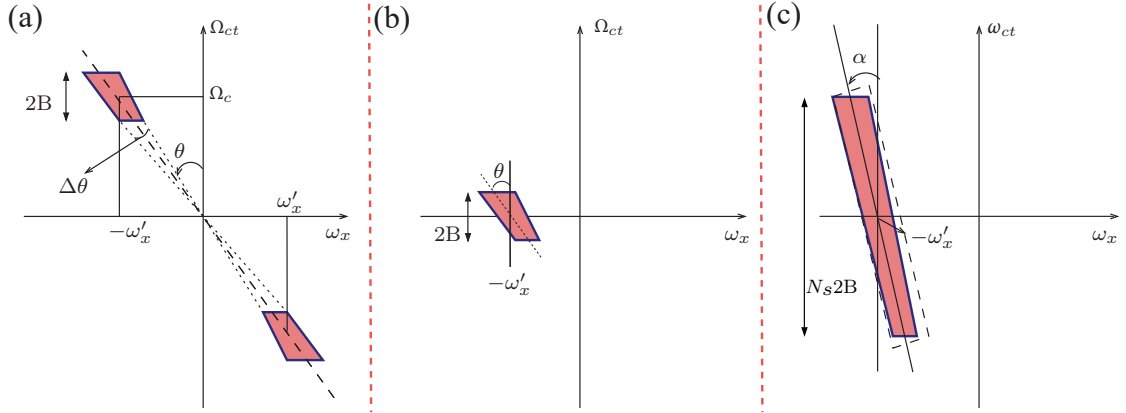 (a)
Ω_ct
2B
Ω_c
θ
Δθ
ω′_x
−ω′_x
ω_x
(b)
Ω_ct
θ
2B
ω_x
−ω′_x
(c)
ω_ct
α
−ω′_x
ω_x
N_s2B